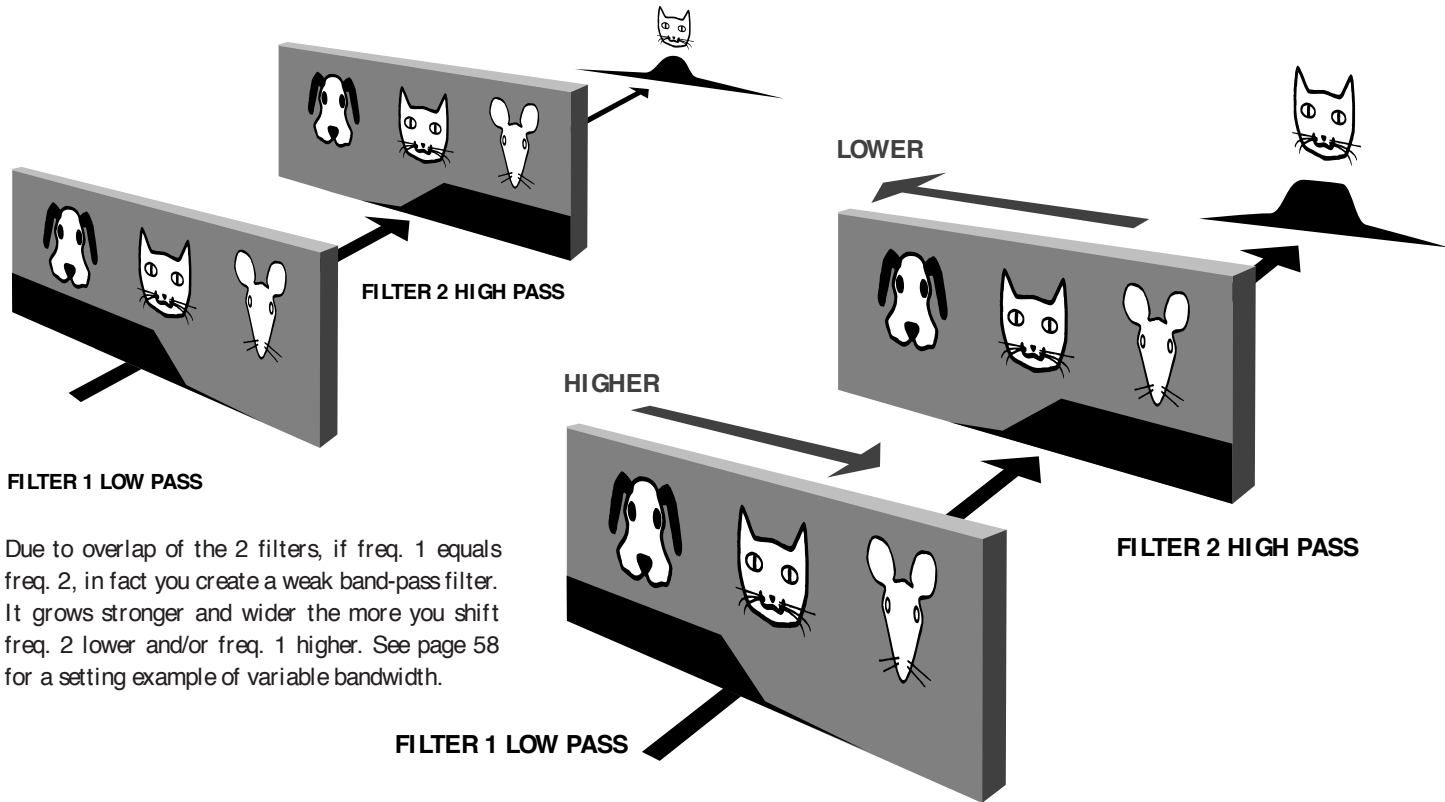 LOWER
FILTER 2 HIGH PASS
HIGHER
FILTER 1 LOW PASS
Due to overlap of the 2 filters, if freq. 1 equals
freq. 2, in fact you create a weak band-pass filter.
It grows stronger and wider the more you shift
freq. 2 lower and/or freq. 1 higher. See page 58
for a setting example of variable bandwidth.
FILTER 2 HIGH PASS
FILTER 1 LOW PASS